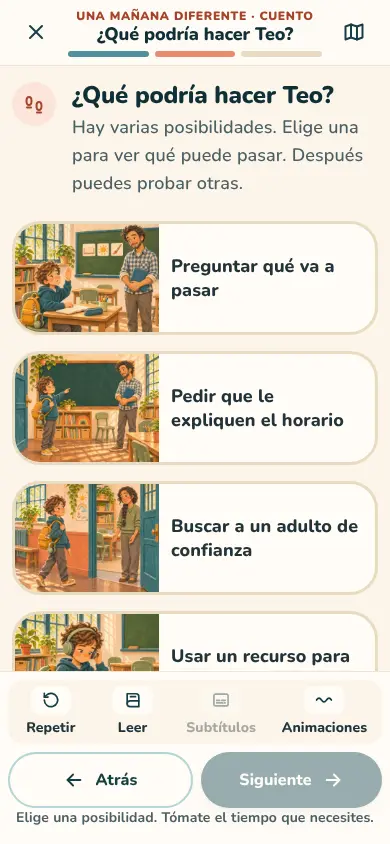 UNA MAÑANA DIFERENTE · CUENTO
¿Qué podría hacer Teo?
¿Qué podría hacer Teo?
Hay varias posibilidades. Elige una
para ver qué puede pasar. Después
puedes probar otras.
Preguntar qué va a
pasar
Pedir que le
expliquen el horario
Buscar a un adulto de
confianza
Usar un recurso para
Repetir
Leer
Subtítulos
Animaciones
Atrás
Siguiente
Elige una posibilidad. Tómate el tiempo que necesites.